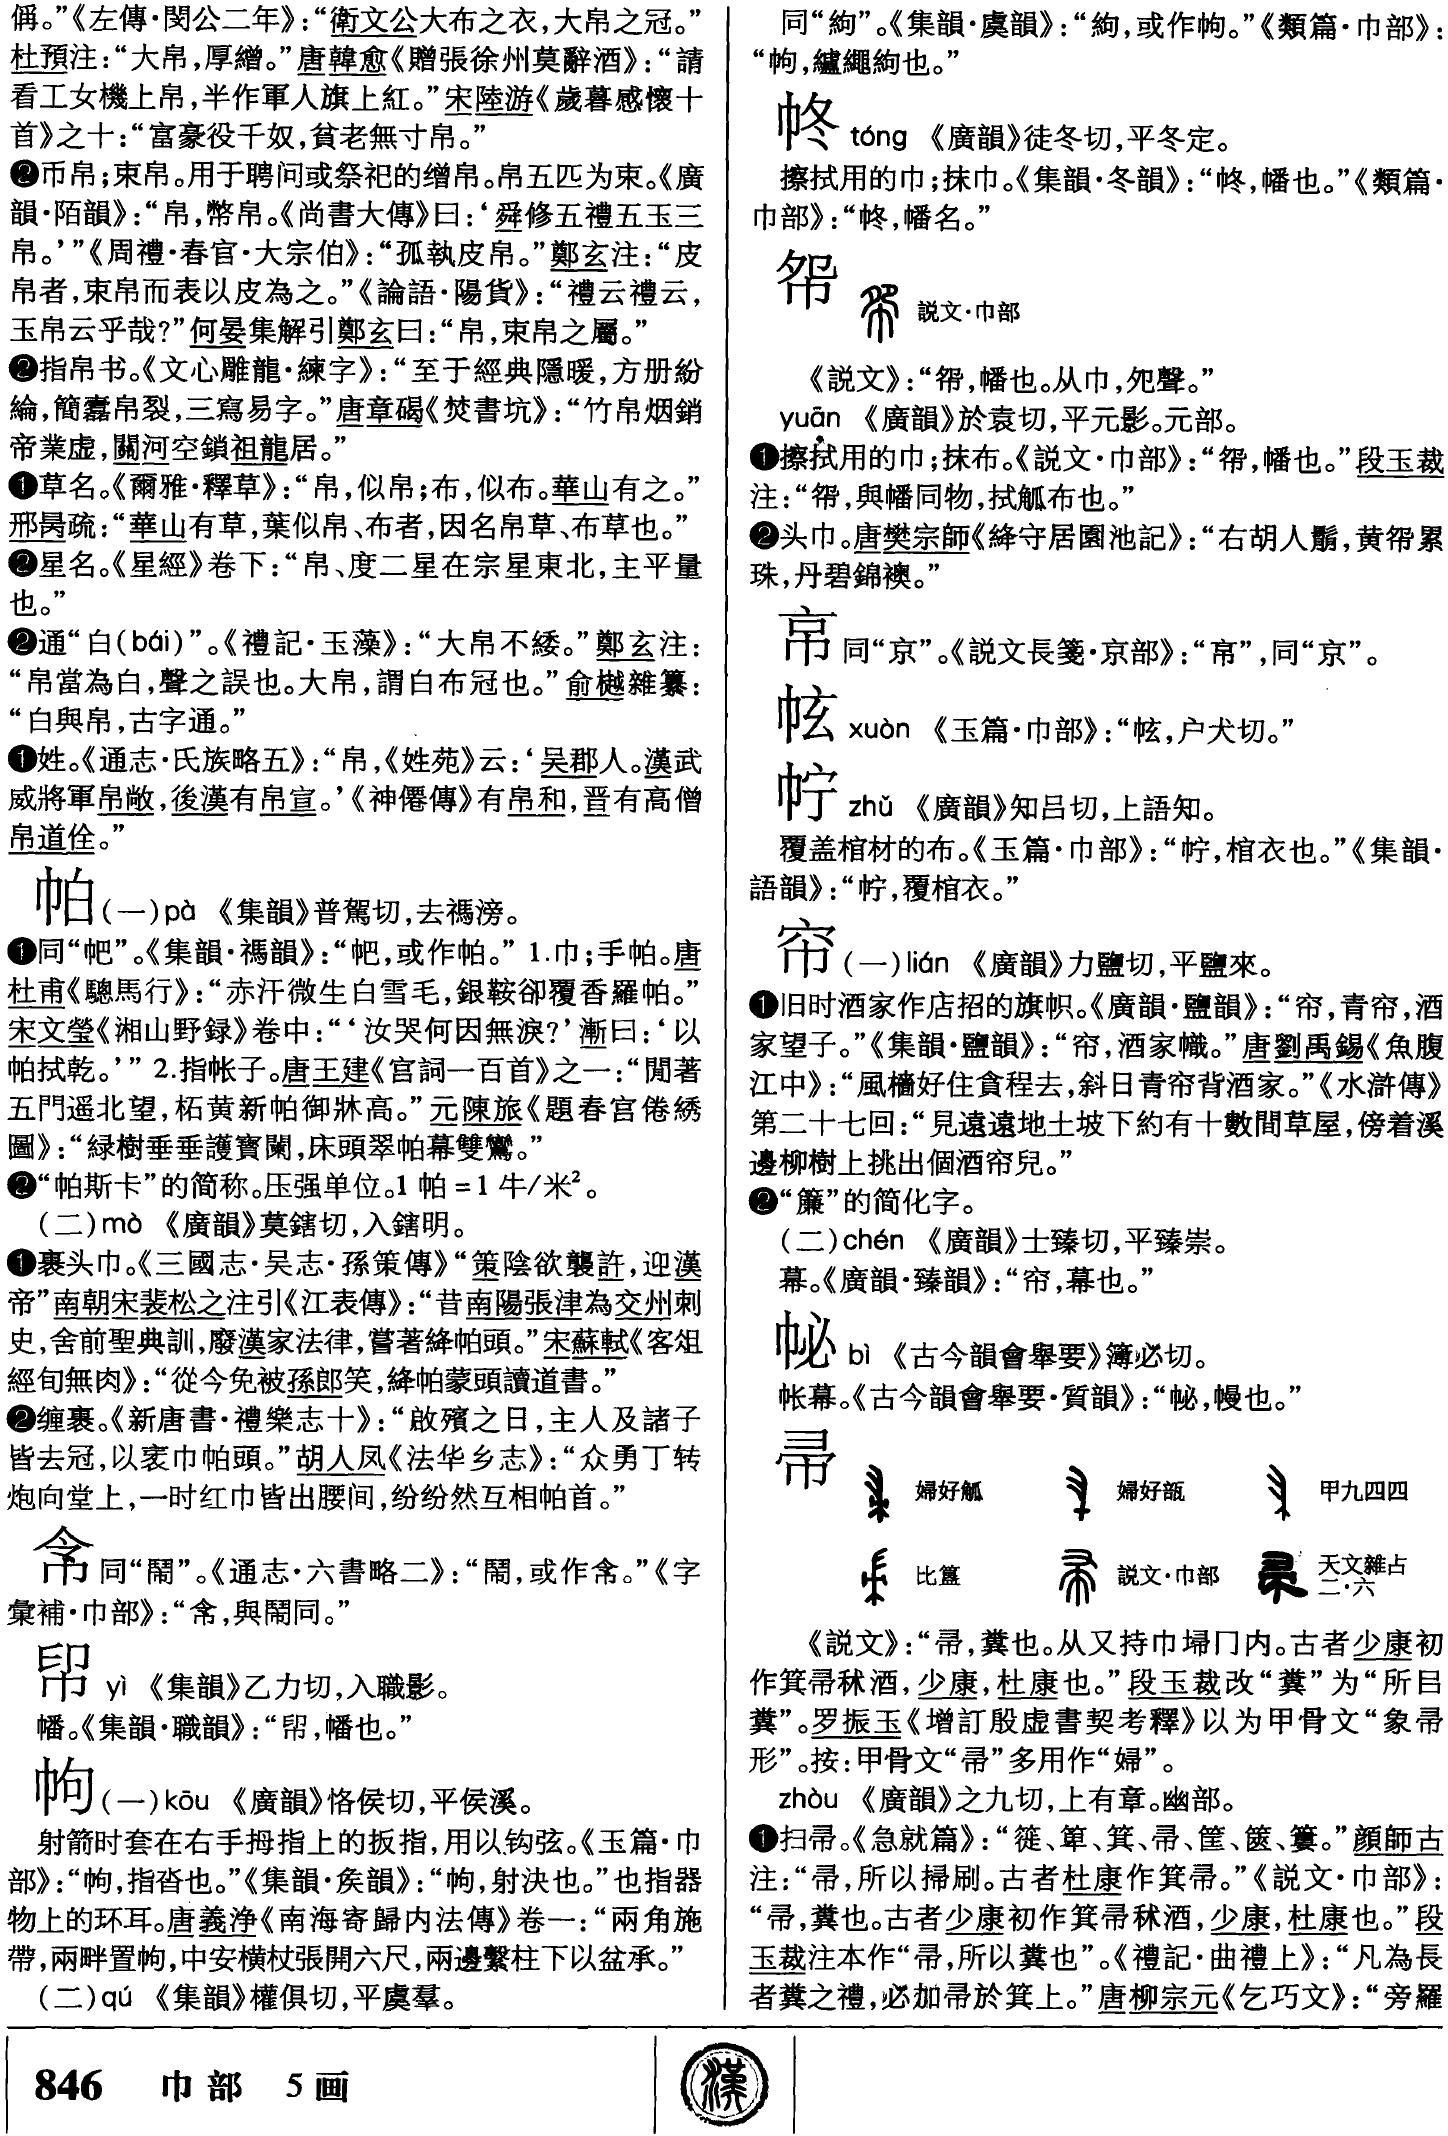 傋。”《左傳·閔公二年》：“衛文公大布之衣，大帛之冠。”
杜預注：“大帛，厚繒。”唐韓愈《贈張徐州莫辭酒》：“請
看工女機上帛，半作軍人旗上紅。”宋陸游《歲暮感懷十
首》之十：“富豪役千奴，貧老無寸帛。”
❷币帛；束帛。用于聘问或祭祀的缯帛。帛五匹为束。《廣
韻·陌韻》：“帛，幣帛。《尚書大傳》曰：‘舜修五禮五玉三
帛。’”《周禮·春官·大宗伯》：“孤執皮帛。”鄭玄注：“皮
帛者，束帛而表以皮為之。”《論語·陽貨》：“禮云禮云，
玉帛云乎哉?”何晏集解引鄭玄曰：“帛，束帛之屬。”
❷指帛书。《文心雕龍·練字》：“至于經典隱曖，方册紛
綸，簡蠹帛裂，三寫易字。”唐章碣《焚書坑》：“竹帛烟銷
帝業虚，關河空鎖祖龍居。”
❶草名。《爾雅·釋草》：“帛，似帛；布，似布。華山有之。”
邢昺疏：“華山有草，葉似帛、布者，因名帛草、布草也。”
❷星名。《星經》卷下：“帛、度二星在宗星東北，主平量
也。”
❷通“白(bái)”。《禮記·玉藻》：“大帛不緌。”鄭玄注：
“帛當為白，聲之誤也。大帛，謂白布冠也。”俞樾雜纂：
“白與帛，古字通。”
❶姓。《通志·氏族略五》：“帛，《姓苑》云：‘吴郡人。漢武
威將軍帛敞，後漢有帛宣。’《神僊傳》有帛和，晋有高僧
帛道佺。”
帕(一)pà 《集韻》普駕切，去禡滂。
❶同“帊”。《集韻·禡韻》：“帊，或作帕。” 1.巾；手帕。唐
杜甫《驄馬行》：“赤汗微生白雪毛，銀鞍卻覆香羅帕。”
宋文瑩《湘山野録》卷中：“‘汝哭何因無淚?’漸曰：‘以
帕拭乾。’” 2.指帐子。唐王建《宫詞一百首》之一：“閒著
五門遥北望，柘黄新帕御牀高。”元陳旅《題春宫倦綉
圖》：“緑樹垂垂護寶闌，床頭翠帕幕雙鸞。”
❷“帕斯卡”的简称。压强单位。1 帕 = 1 牛/米²。
(二)mò 《廣韻》莫鎋切，入鎋明。
❶裹头巾。《三國志·吴志·孫策傳》“策陰欲襲許，迎漢
帝”南朝宋裴松之注引《江表傳》：“昔南陽張津為交州刺
史，舍前聖典訓，廢漢家法律，嘗著絳帕頭。”宋蘇軾《客俎
經旬無肉》：“從今免被孫郎笑，絳帕蒙頭讀道書。”
❷缠裹。《新唐書·禮樂志十》：“啟殯之日，主人及諸子
皆去冠，以衺巾帕頭。”胡人凤《法华乡志》：“众勇丁转
炮向堂上，一时红巾皆出腰间，纷纷然互相帕首。”
㐱同“鬧”。《通志·六書略二》：“鬧，或作𢁾。”《字
彙補·巾部》：“𢁾，與鬧同。”
帠 yì 《集韻》乙力切，入職影。
幡。《集韻·職韻》：“帠，幡也。”
㡱(一)kōu 《廣韻》恪侯切，平侯溪。
射箭时套在右手拇指上的扳指，用以钩弦。《玉篇·巾
部》：“㡱，指沓也。”《集韻·矦韻》：“㡱，射決也。”也指器
物上的环耳。唐義浄《南海寄歸内法傳》卷一：“兩角施
帶，兩畔置㡱，中安横杖張開六尺，兩邊繫柱下以盆承。”
(二)qú 《集韻》權俱切，平虞羣。
同“絇”。《集韻·虞韻》：“絇，或作㡱。”《類篇·巾部》：
“㡱，纑繩絇也。”
㡲 tóng 《廣韻》徒冬切，平冬定。
擦拭用的巾；抹巾。《集韻·冬韻》：“㡲，幡也。”《類篇·
巾部》：“㡲，幡名。”
帤 説文·巾部
《説文》：“㠾，幡也。从巾，夗聲。”
yuān 《廣韻》於袁切，平元影。元部。
❶擦拭用的巾；抹布。《説文·巾部》：“㠾，幡也。”段玉裁
注：“㠾，與幡同物，拭觚布也。”
❷头巾。唐樊宗師《絳守居園池記》：“右胡人鬅，黄㠾累
珠，丹碧錦襖。”
㡣同“京”。《説文長箋·京部》：“㡣”，同“京”。
㡉 xuàn 《玉篇·巾部》：“㡉，户犬切。”
㡖 zhǔ 《廣韻》知吕切，上語知。
覆盖棺材的布。《玉篇·巾部》：“㡖，棺衣也。”《集韻·
語韻》：“㡖，覆棺衣。”
帘(一)lián 《廣韻》力鹽切，平鹽來。
❶旧时酒家作店招的旗帜。《廣韻·鹽韻》：“帘，青帘，酒
家望子。”《集韻·鹽韻》：“帘，酒家幟。”唐劉禹錫《魚腹
江中》：“風檣好住貪程去，斜日青帘背酒家。”《水滸傳》
第二十七回：“見遠遠地土坡下約有十數間草屋，傍着溪
邊柳樹上挑出個酒帘兒。”
❷“簾”的简化字。
(二)chén 《廣韻》士臻切，平臻崇。
幕。《廣韻·臻韻》：“帘，幕也。”
㡙 bì 《古今韻會舉要》簿必切。
帐幕。《古今韻會舉要·質韻》：“㡙，幔也。”
帚 婦好觚 婦好瓿 甲九四四
比簋 説文·巾部 天文雜占二·六
《説文》：“帚，糞也。从又持巾埽冂内。古者少康初
作箕帚秫酒，少康，杜康也。”段玉裁改“糞”为“所㠯
糞”。罗振玉《增訂殷虚書契考釋》以为甲骨文“象帚
形”。按：甲骨文“帚”多用作“婦”。
zhǒu 《廣韻》之九切，上有章。幽部。
❶扫帚。《急就篇》：“簁、箄、箕、帚、筐、篋、簍。”顔師古
注：“帚，所以掃刷。古者杜康作箕帚。”《説文·巾部》：
“帚，糞也。古者少康初作箕帚秫酒，少康，杜康也。”段
玉裁注本作“帚，所以糞也”。《禮記·曲禮上》：“凡為長
者糞之禮，必加帚於箕上。”唐柳宗元《乞巧文》：“旁羅
846 巾部 5画
漢